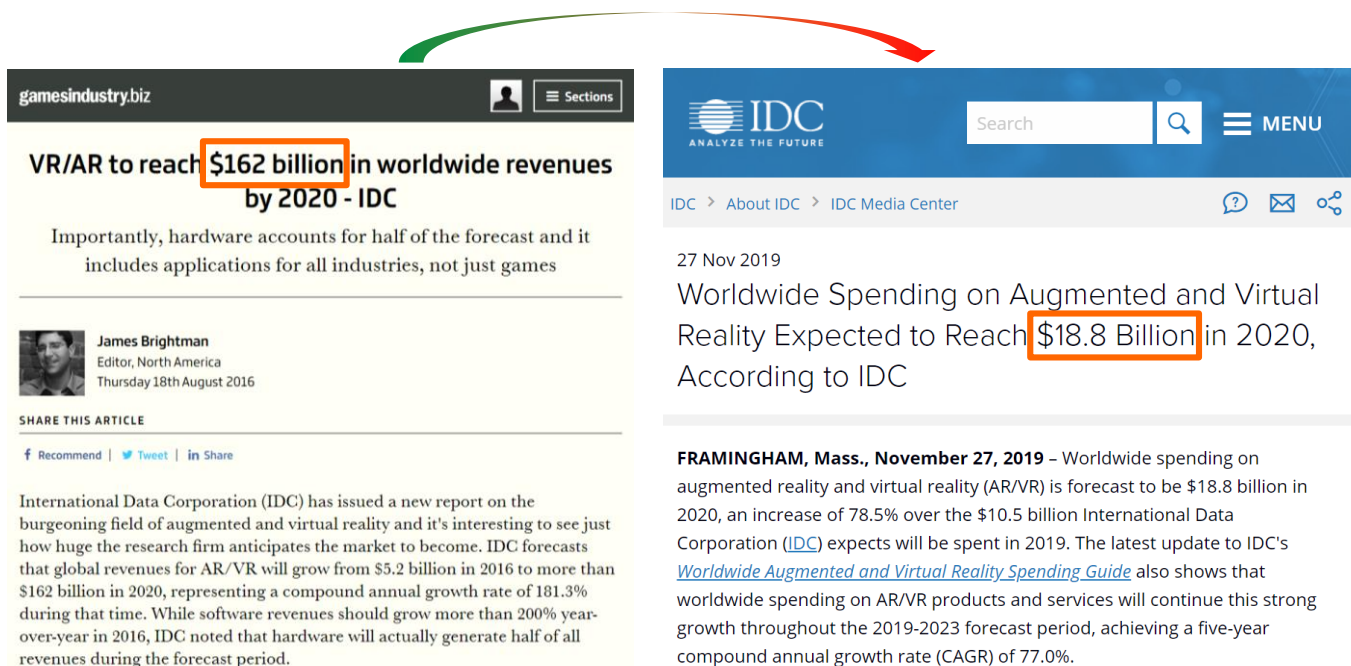 gamesindustry.biz
Sections
VR/AR to reach $162 billion in worldwide revenues
by 2020 - IDC
Importantly, hardware accounts for half of the forecast and it
includes applications for all industries, not just games
James Brightman
Editor, North America
Thursday 18th August 2016
SHARE THIS ARTICLE
f Recommend | Tweet | in Share
International Data Corporation (IDC) has issued a new report on the
burgeoning field of augmented and virtual reality and it's interesting to see just
how huge the research firm anticipates the market to become. IDC forecasts
that global revenues for AR/VR will grow from $5.2 billion in 2016 to more than
$162 billion in 2020, representing a compound annual growth rate of 181.3%
during that time. While software revenues should grow more than 200% year-
over-year in 2016, IDC noted that hardware will actually generate half of all
revenues during the forecast period.
IDC
ANALYZE THE FUTURE
Search
MENU
IDC > About IDC > IDC Media Center
27 Nov 2019
Worldwide Spending on Augmented and Virtual
Reality Expected to Reach $18.8 Billion in 2020,
According to IDC
FRAMINGHAM, Mass., November 27, 2019 – Worldwide spending on
augmented reality and virtual reality (AR/VR) is forecast to be $18.8 billion in
2020, an increase of 78.5% over the $10.5 billion International Data
Corporation (IDC) expects will be spent in 2019. The latest update to IDC's
Worldwide Augmented and Virtual Reality Spending Guide also shows that
worldwide spending on AR/VR products and services will continue this strong
growth throughout the 2019-2023 forecast period, achieving a five-year
compound annual growth rate (CAGR) of 77.0%.